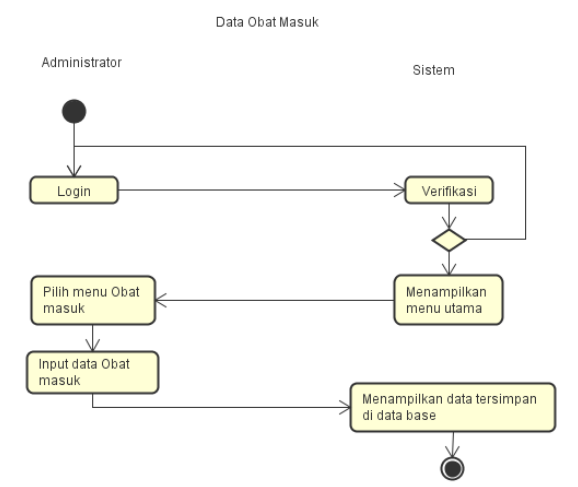 Data Obat Masuk
Administrator
Sistem
Login
Verifikasi
Menampilkan
menu utama
Pilih menu Obat
masuk
Input data Obat
masuk
Menampilkan data tersimpan
di data base